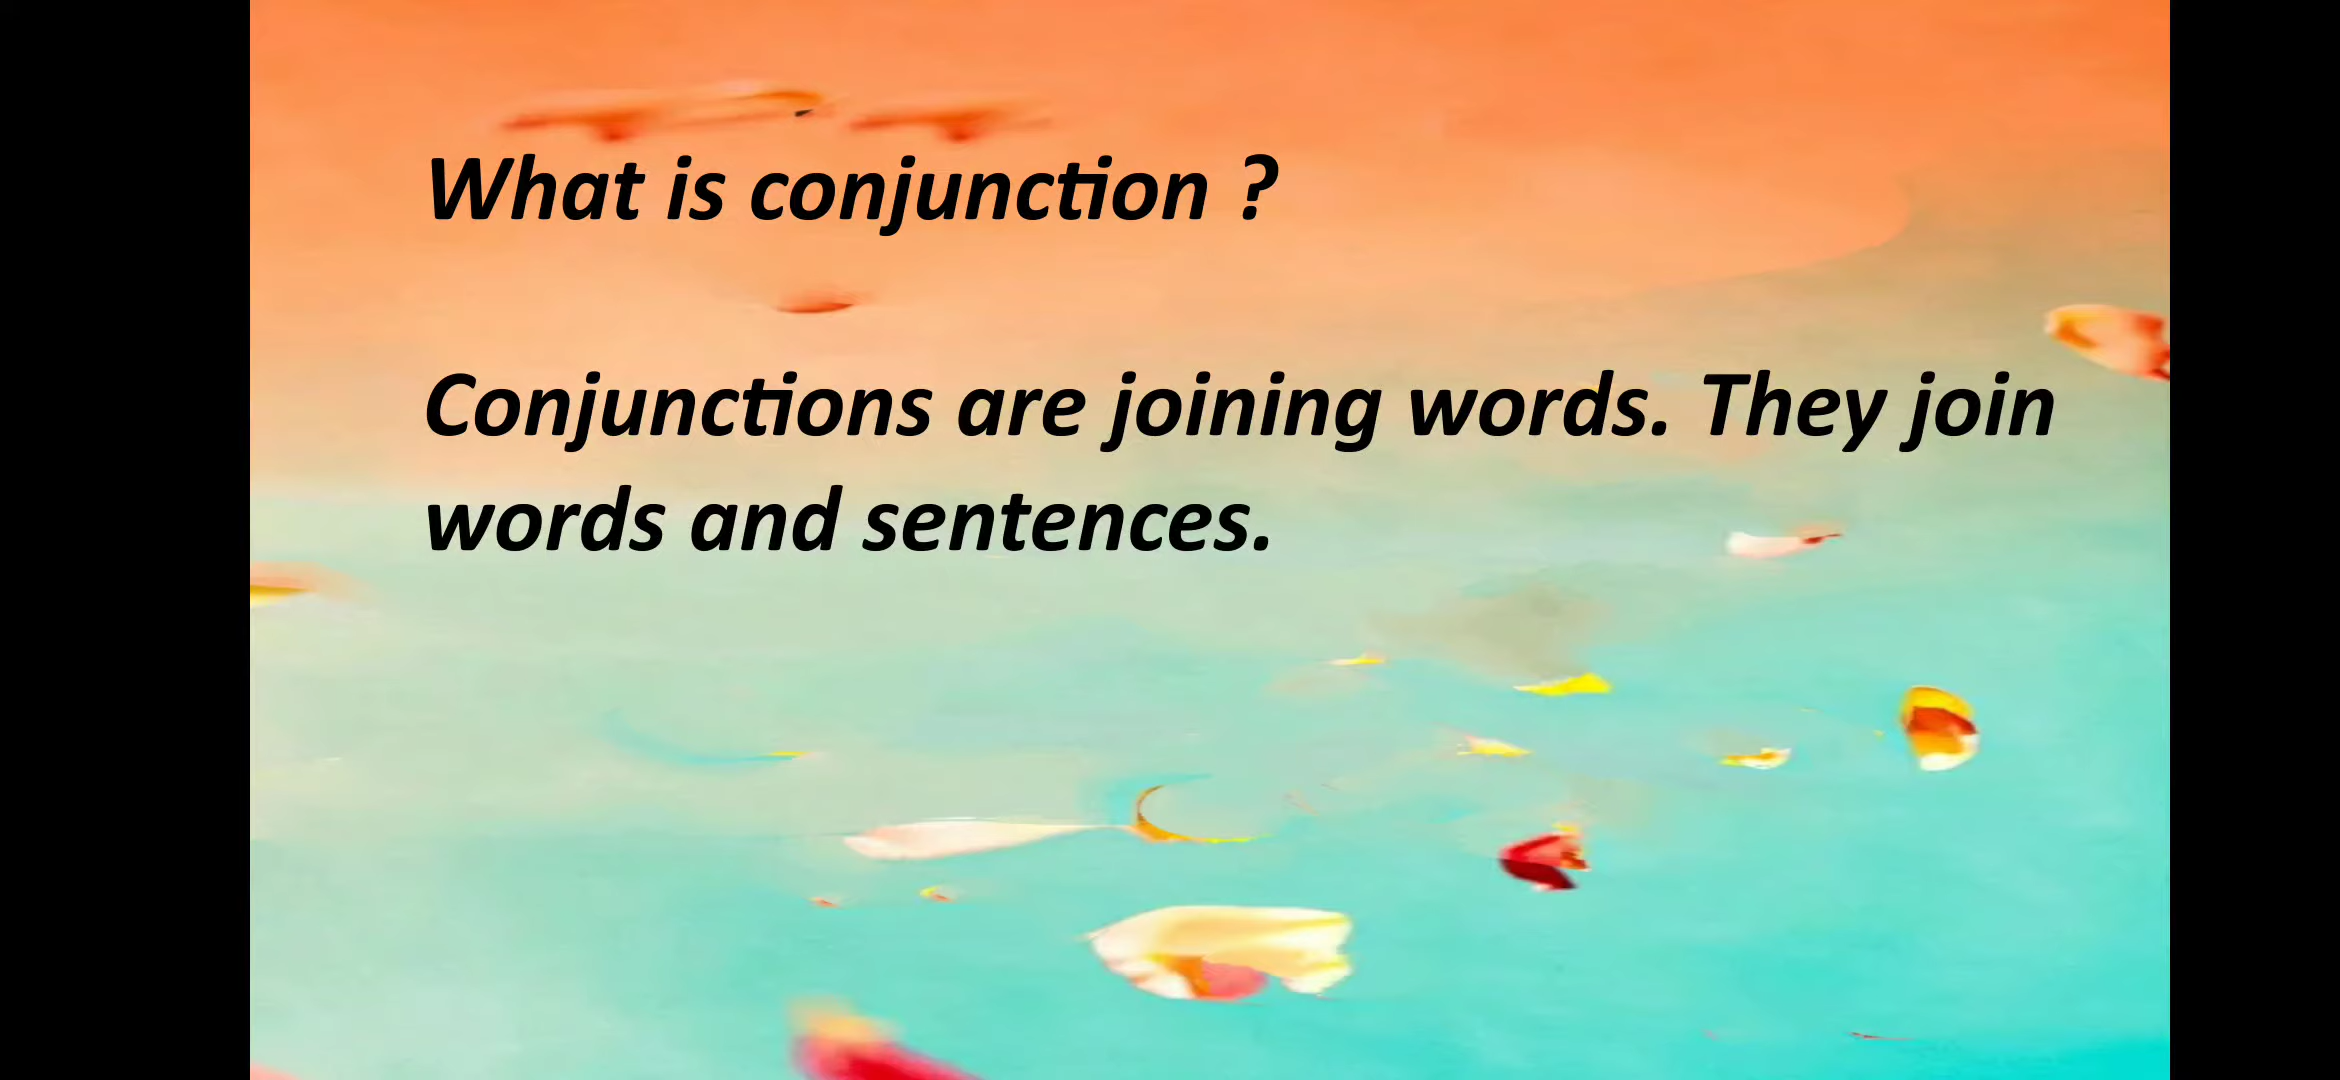 What is conjunction ?
Conjunctions are joining words. They join
words and sentences.